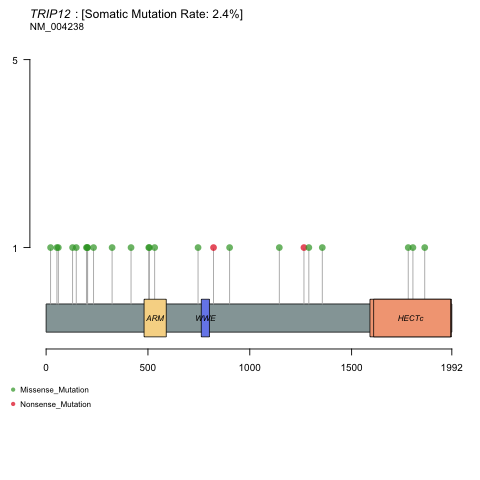 TRIP12 : [Somatic Mutation Rate: 2.4%]
NM_004238
5
1
ARM WWE HECTc
0 500 1000 1500 1992
Missense_Mutation
Nonsense_Mutation